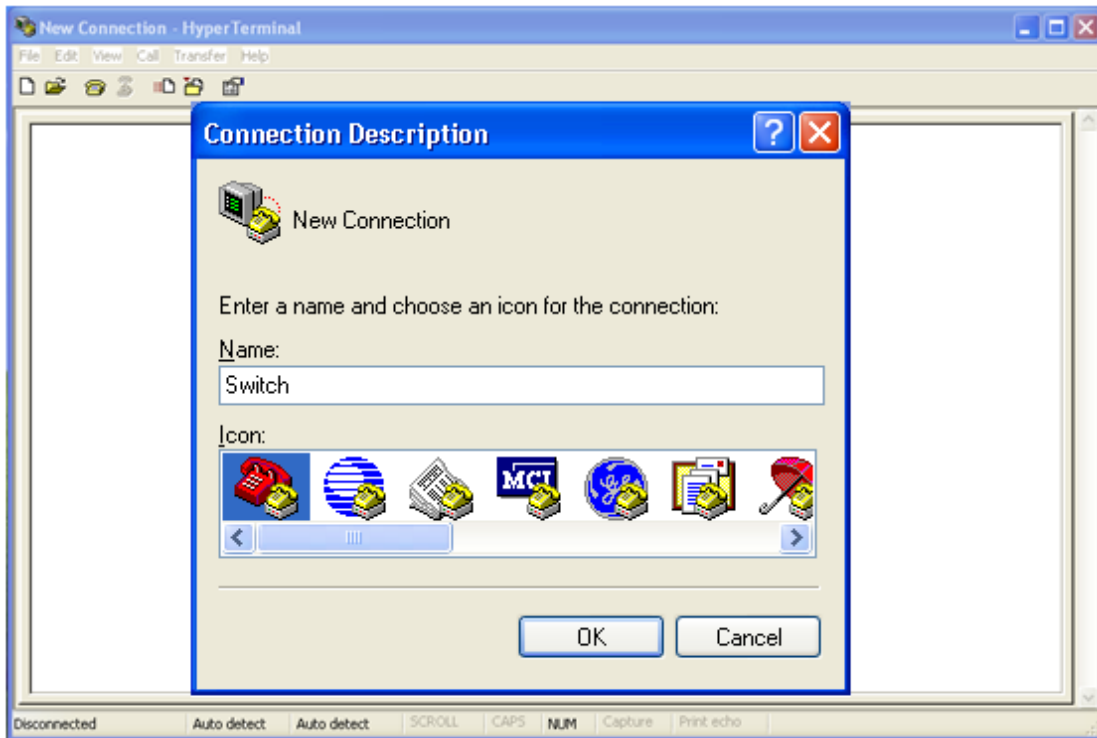 New Connection - HyperTerminal
File Edit View Call Transfer Help
Connection Description
New Connection
Enter a name and choose an icon for the connection:
Name:
Switch
Icon:
MCI
OK Cancel
Disconnected Auto detect Auto detect SCROLL CAPS NUM Capture Print echo